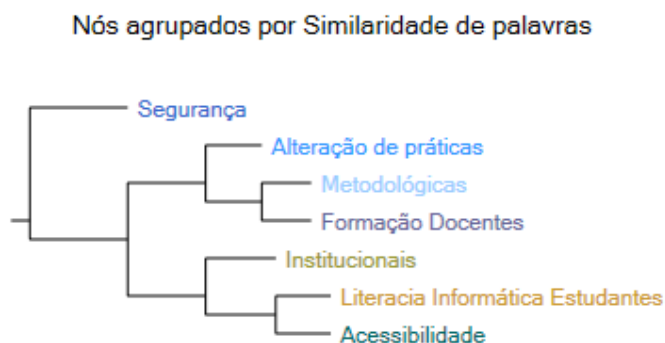 Nós agrupados por Similaridade de palavras
Segurança
Alteração de práticas
Metodológicas
Formação Docentes
Institucionais
Literacia Informática Estudantes
Acessibilidade